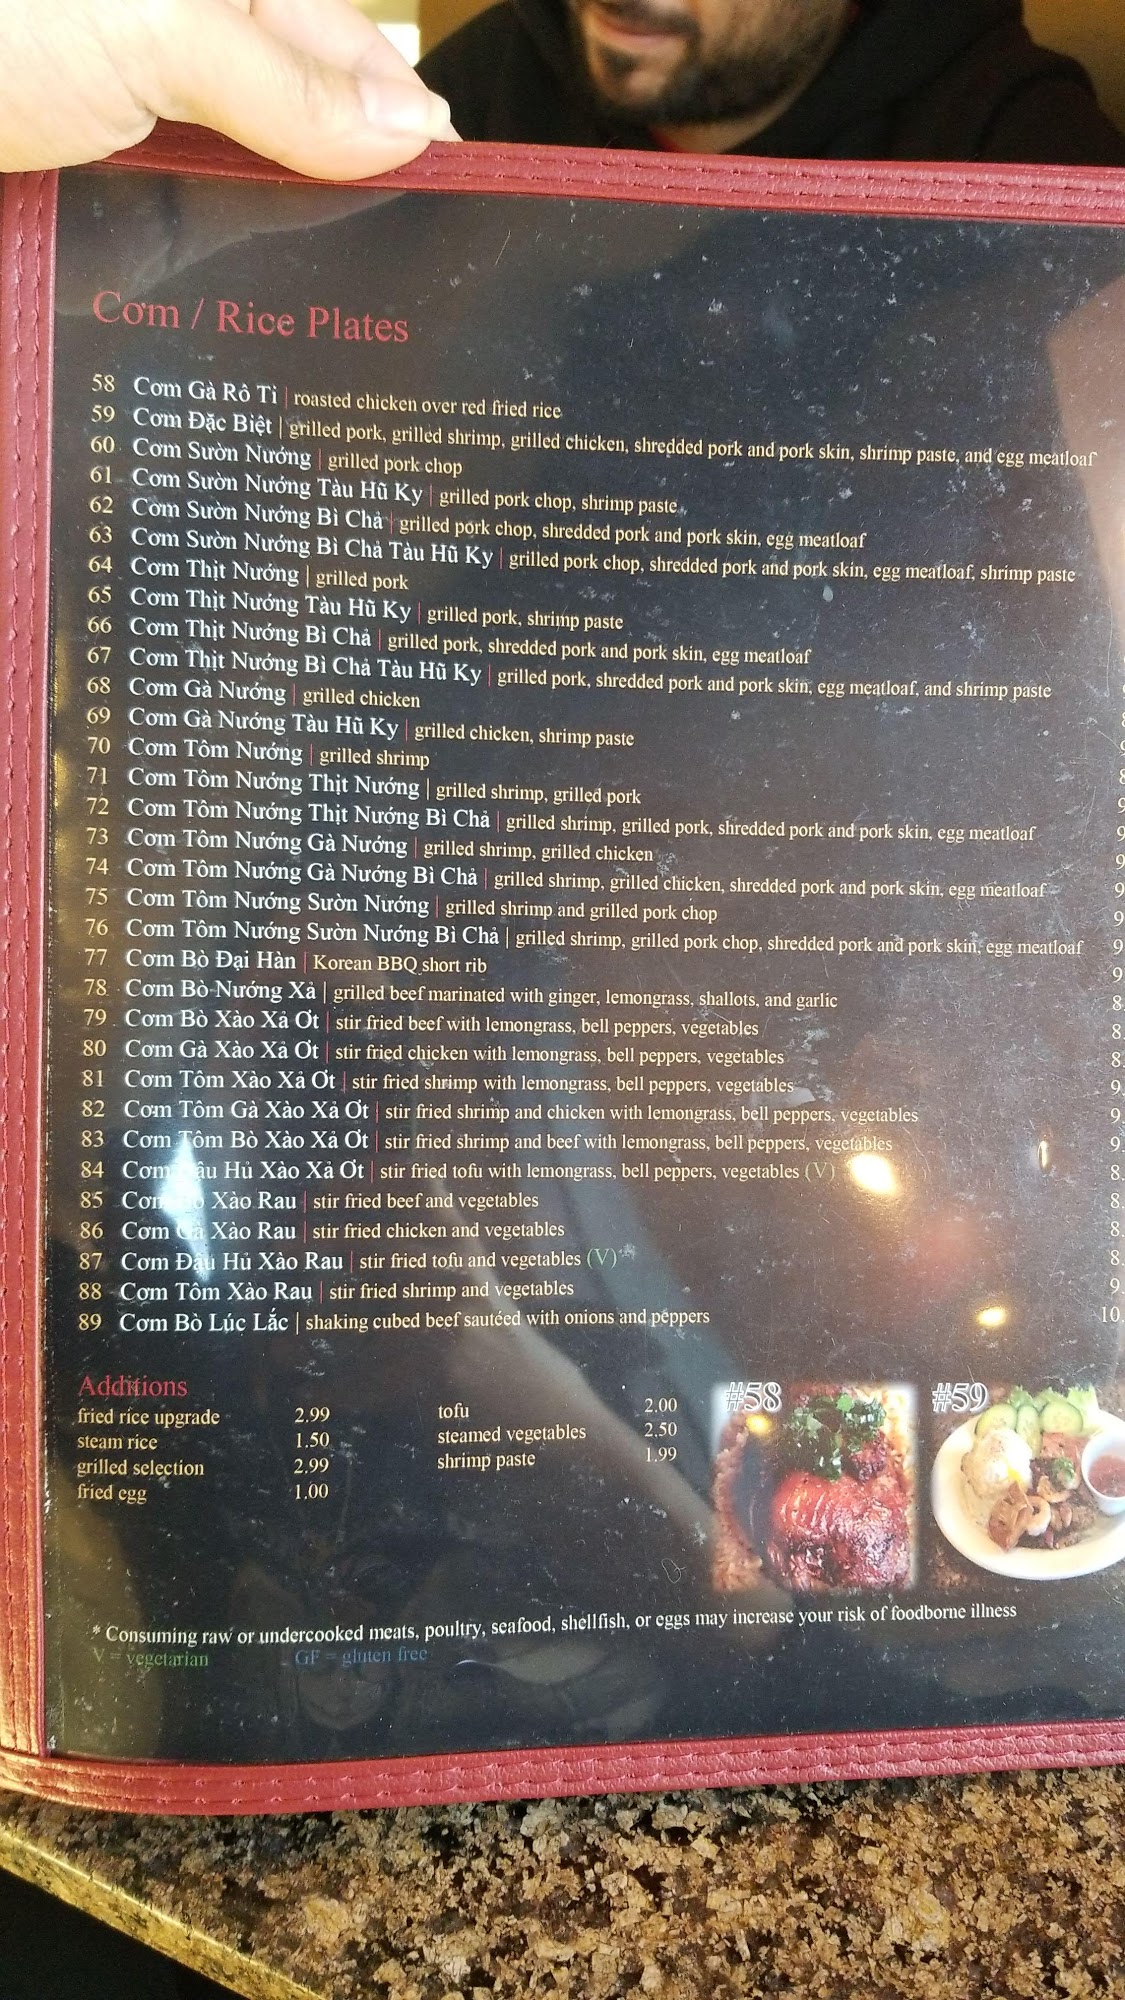 Cơm / Rice Plates
58 Cơm Gà Rô Ti | roasted chicken over red fried rice
59 Cơm Đặc Biệt | grilled pork, grilled shrimp, grilled chicken, shredded pork and pork skin, shrimp paste, and egg meatloaf
60 Cơm Sườn Nướng | grilled pork chop
61 Cơm Sườn Nướng Tàu Hũ Ky | grilled pork chop, shrimp paste
62 Cơm Sườn Nướng Bì Chả | grilled pork chop, shredded pork and pork skin, egg meatloaf
63 Cơm Sườn Nướng Bì Chả Tàu Hũ Ky | grilled pork chop, shredded pork and pork skin, egg meatloaf, shrimp paste
64 Cơm Thịt Nướng | grilled pork
65 Cơm Thịt Nướng Tàu Hũ Ky | grilled pork, shrimp paste
66 Cơm Thịt Nướng Bì Chả | grilled pork, shredded pork and pork skin, egg meatloaf
67 Cơm Thịt Nướng Bì Chả Tàu Hũ Ky | grilled pork, shredded pork and pork skin, egg meatloaf, and shrimp paste
68 Cơm Gà Nướng | grilled chicken
69 Cơm Gà Nướng Tàu Hũ Ky | grilled chicken, shrimp paste
70 Cơm Tôm Nướng | grilled shrimp
71 Cơm Tôm Nướng Thịt Nướng | grilled shrimp, grilled pork
72 Cơm Tôm Nướng Thịt Nướng Bì Chả | grilled shrimp, grilled pork, shredded pork and pork skin, egg meatloaf
73 Cơm Tôm Nướng Gà Nướng | grilled shrimp, grilled chicken
74 Cơm Tôm Nướng Gà Nướng Bì Chả | grilled shrimp, grilled chicken, shredded pork and pork skin, egg meatloaf
75 Cơm Tôm Nướng Sườn Nướng | grilled shrimp and grilled pork chop
76 Cơm Tôm Nướng Sườn Nướng Bì Chả | grilled shrimp, grilled pork chop, shredded pork and pork skin, egg meatloaf
77 Cơm Bò Đại Hàn | Korean BBQ short rib
78 Cơm Bò Nướng Xả | grilled beef marinated with ginger, lemongrass, shallots, and garlic
79 Cơm Bò Xào Xả Ớt | stir fried beef with lemongrass, bell peppers, vegetables
80 Cơm Gà Xào Xả Ớt | stir fried chicken with lemongrass, bell peppers, vegetables
81 Cơm Tôm Xào Xả Ớt | stir fried shrimp with lemongrass, bell peppers, vegetables
82 Cơm Tôm Gà Xào Xả Ớt | stir fried shrimp and chicken with lemongrass, bell peppers, vegetables
83 Cơm Tôm Bò Xào Xả Ớt | stir fried shrimp and beef with lemongrass, bell peppers, vegetables
84 Cơm Đậu Hủ Xào Xả Ớt | stir fried tofu with lemongrass, bell peppers, vegetables (V)
85 Cơm Bò Xào Rau | stir fried beef and vegetables
86 Cơm Gà Xào Rau | stir fried chicken and vegetables
87 Cơm Đậu Hủ Xào Rau | stir fried tofu and vegetables (V)
88 Cơm Tôm Xào Rau | stir fried shrimp and vegetables
89 Cơm Bò Lúc Lắc | shaking cubed beef sautéed with onions and peppers 10.
Additions
fried rice upgrade 2.99
steam rice 1.50
grilled selection 2.99
fried egg 1.00
tofu 2.00
steamed vegetables 2.50
shrimp paste 1.99
#58
#59
* Consuming raw or undercooked meats, poultry, seafood, shellfish, or eggs may increase your risk of foodborne illness
V = vegetarian GF = gluten free